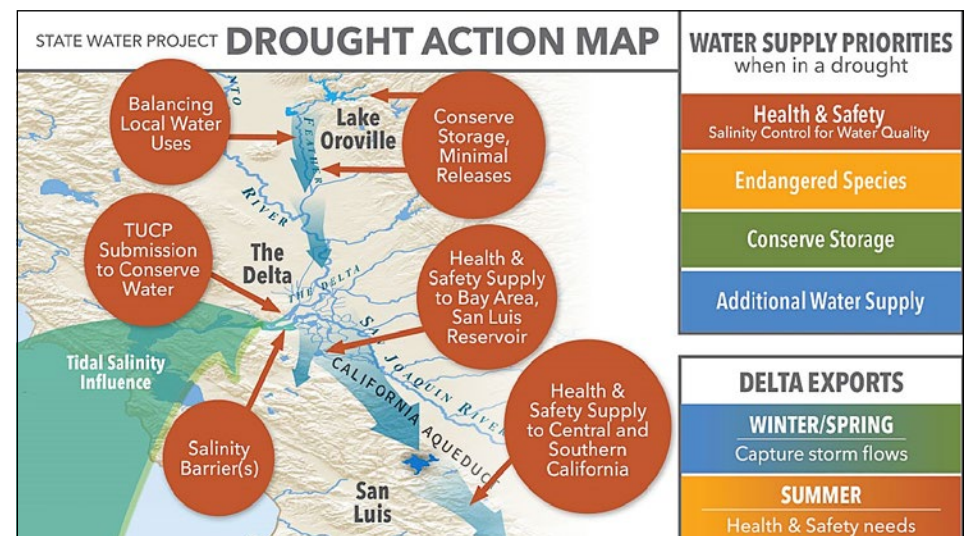 STATE WATER PROJECT DROUGHT ACTION MAP
Balancing
Local Water
Uses
NTO
Lake
Oroville
FEATHER
Conserve
Storage,
Minimal
Releases
RIVER
TUCP
Submission
to Conserve
Water
The
Delta
THE DELTA
Health &
Safety Supply
to Bay Area,
San Luis
Reservoir
Tidal Salinity
Influence
SAN JOAQUIN RIVER
CALIFORNIA AQUEDUC
Salinity
Barrier(s)
Health &
Safety Supply
to Central and
Southern
California
San
Luis
WATER SUPPLY PRIORITIES
when in a drought
Health & Safety
Salinity Control for Water Quality
Endangered Species
Conserve Storage
Additional Water Supply
DELTA EXPORTS
WINTER/SPRING
Capture storm flows
SUMMER
Health & Safety needs